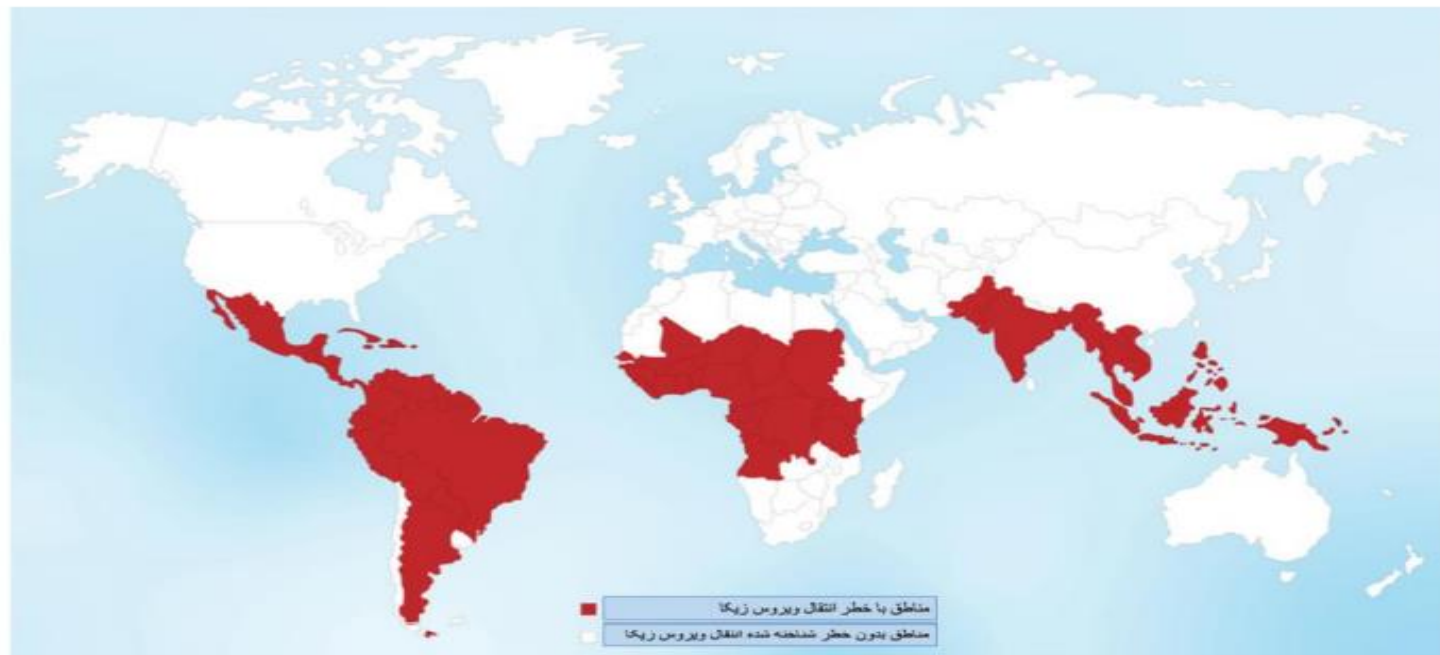 مناطق با خطر انتقال ویروس زیکا
مناطق بدون خطر شناخته شده انتقال ویروس زیکا